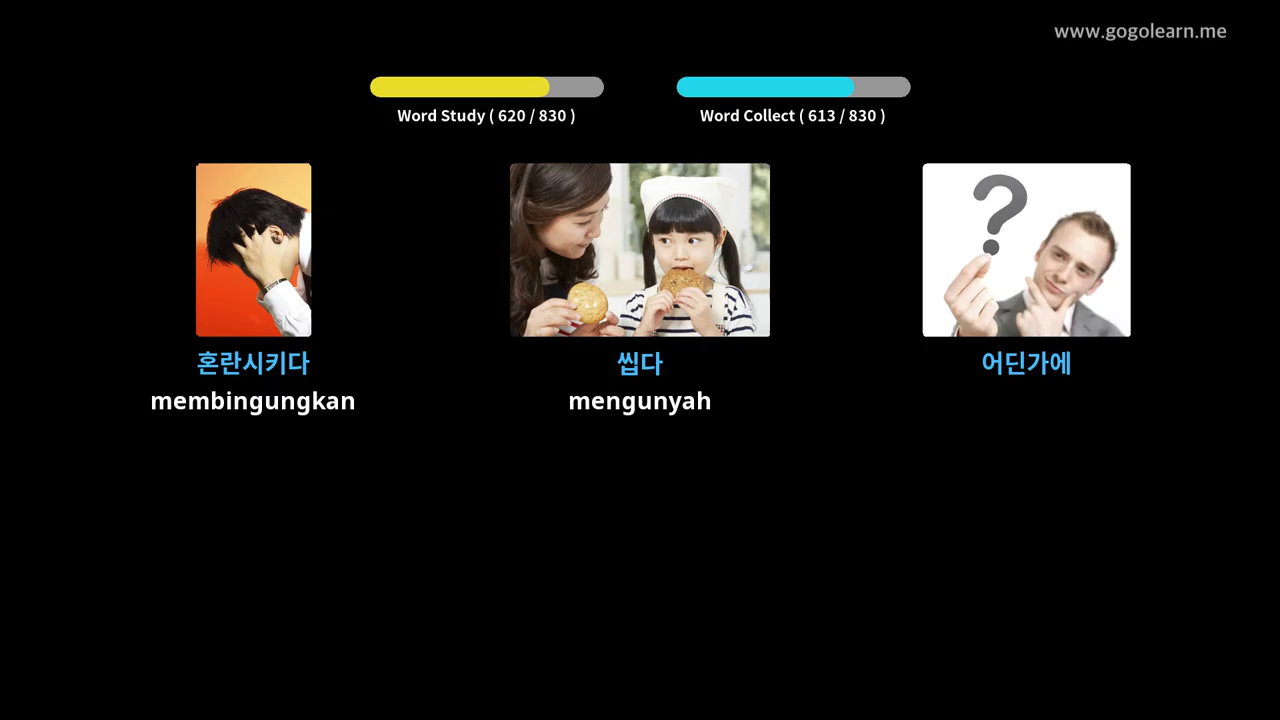 www.gogolearn.me
Word Study ( 620 / 830 )
Word Collect ( 613 / 830 )
혼란시키다
씹다
어딘가에
membingungkan
mengunyah